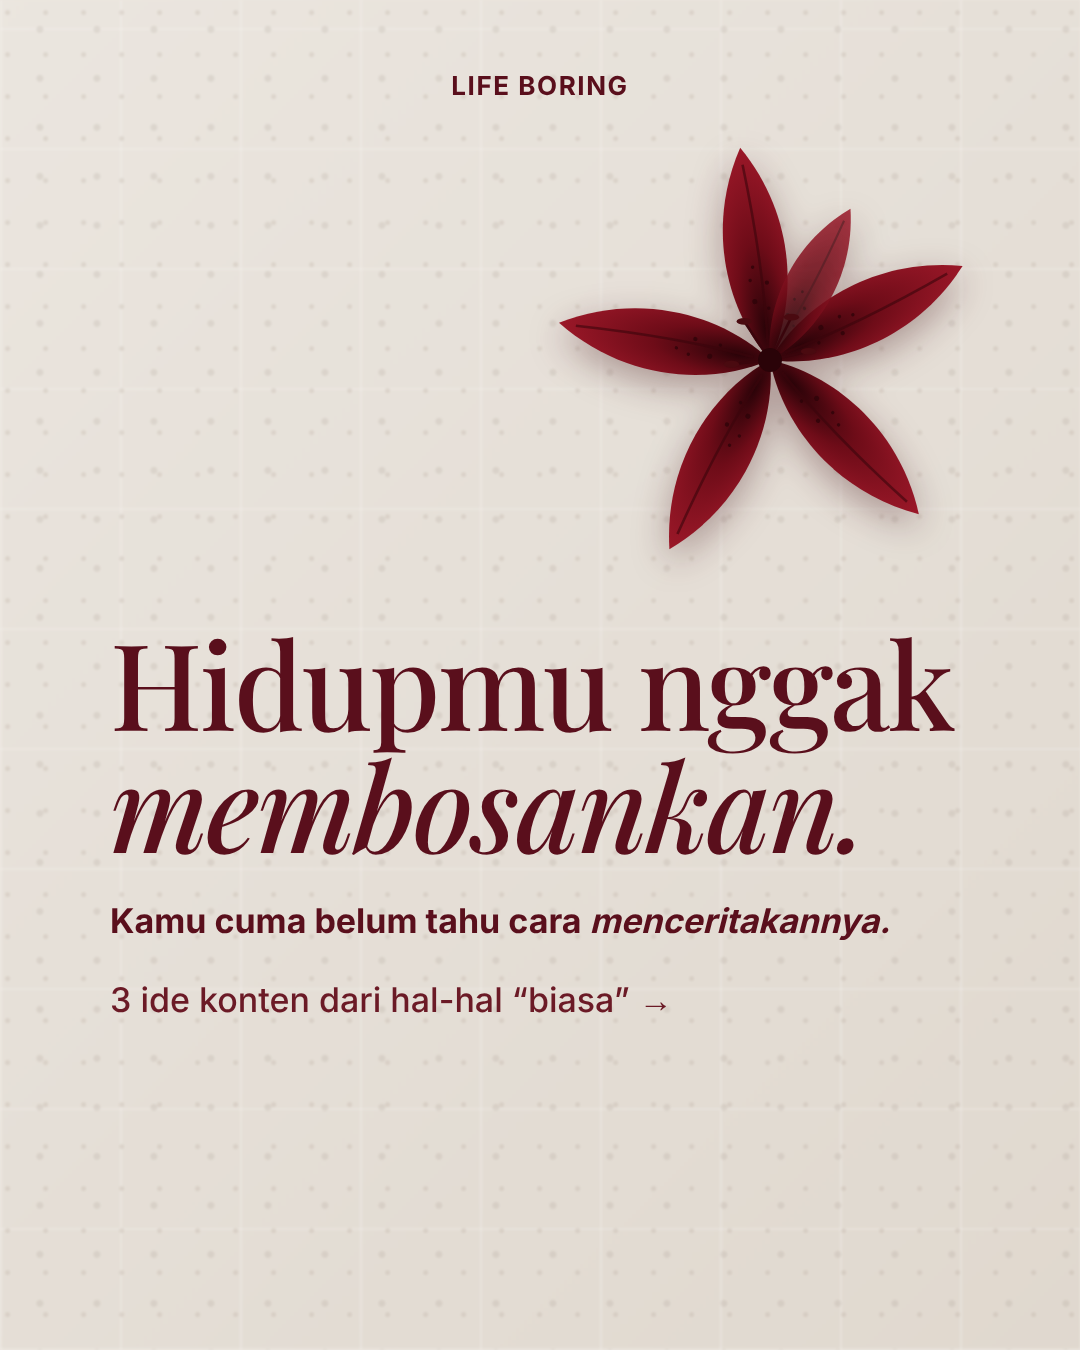 LIFE BORING
Hidupmu nggak
membosankan.
Kamu cuma belum tahu cara menceritakannya.
3 ide konten dari hal-hal “biasa” →